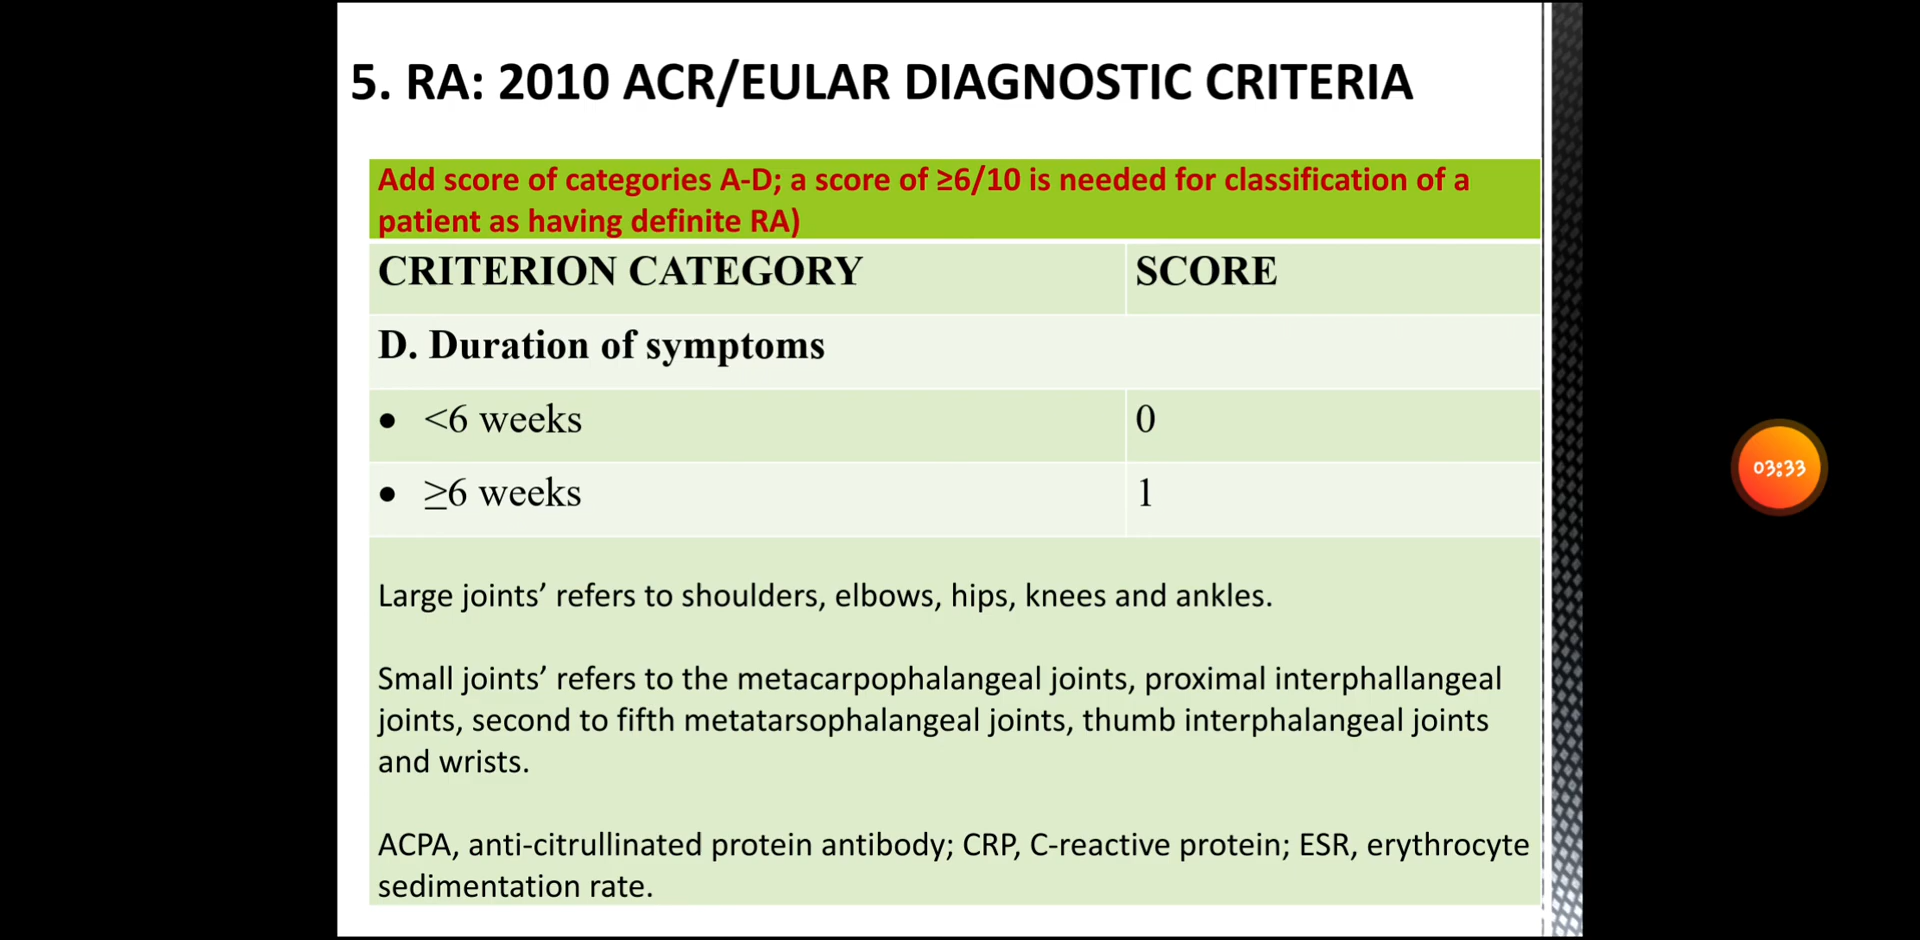 5. RA: 2010 ACR/EULAR DIAGNOSTIC CRITERIA
Add score of categories A-D; a score of ≥6/10 is needed for classification of a
patient as having definite RA)
CRITERION CATEGORY SCORE
D. Duration of symptoms
• <6 weeks 0
• ≥6 weeks 1
Large joints’ refers to shoulders, elbows, hips, knees and ankles.
Small joints’ refers to the metacarpophalangeal joints, proximal interphallangeal
joints, second to fifth metatarsophalangeal joints, thumb interphalangeal joints
and wrists.
ACPA, anti-citrullinated protein antibody; CRP, C-reactive protein; ESR, erythrocyte
sedimentation rate.
03:33